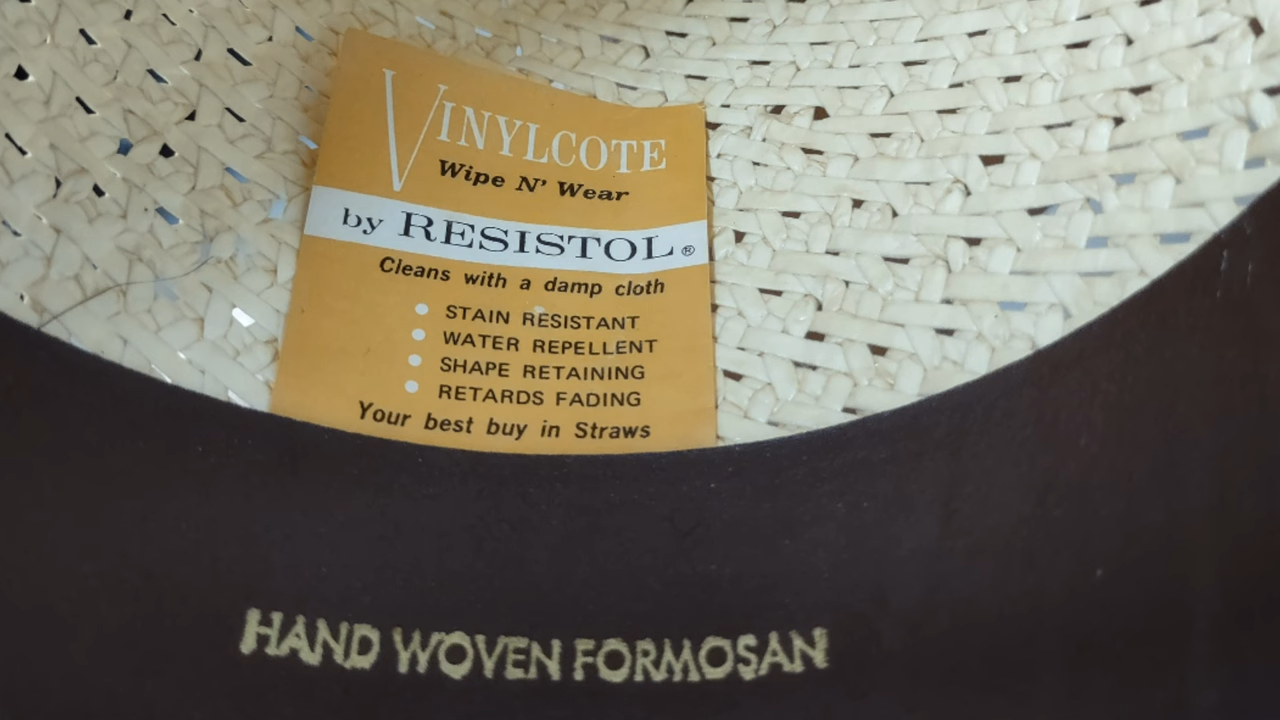 VINYLCOTE
Wipe N' Wear
by RESISTOL®
Cleans with a damp cloth
• STAIN RESISTANT
• WATER REPELLENT
• SHAPE RETAINING
• RETARDS FADING
Your best buy in Straws
HAND WOVEN FORMOSAN